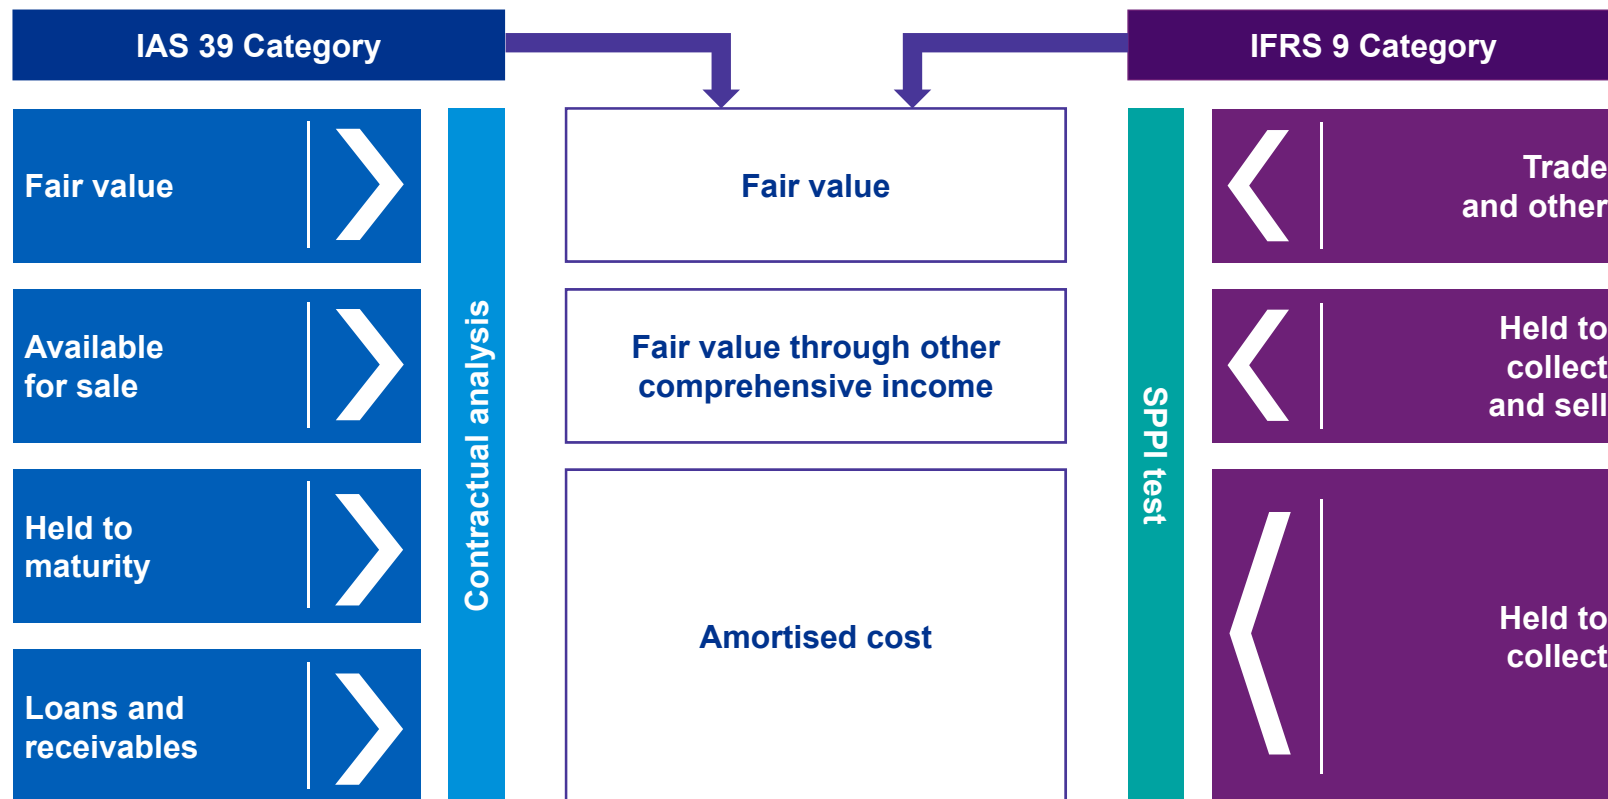 IAS 39 Category
IFRS 9 Category
Fair value
Fair value
Trade
and other
Available
for sale
Fair value through other
comprehensive income
Held to
collect
and sell
Contractual analysis
SPPI test
Held to
maturity
Amortised cost
Held to
collect
Loans and
receivables